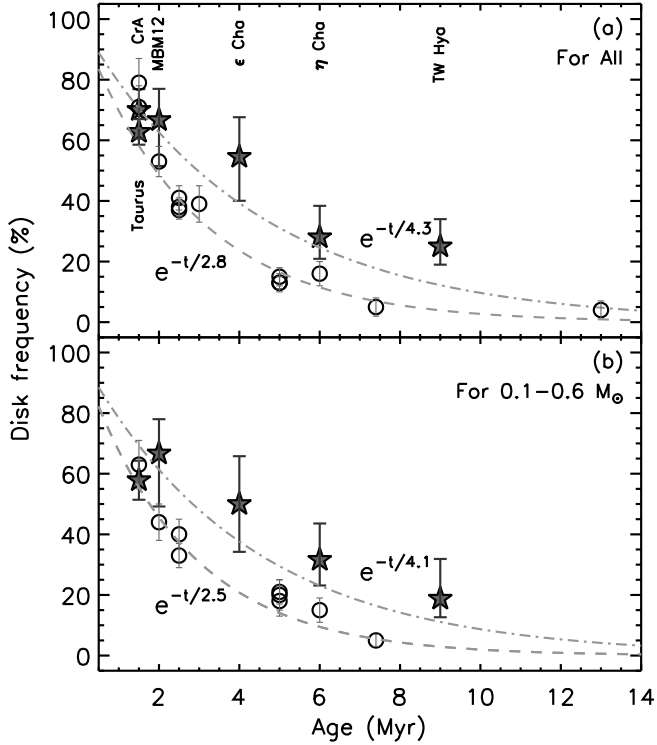 CrA
MBM12
ε Cha
η Cha
TW Hya
(a)
For All
100
80
60
40
20
0
Taurus
e^−t/2.8
e^−t/4.3
Disk frequency (%)
(b)
For 0.1−0.6 M⊙
100
80
60
40
20
0
e^−t/2.5
e^−t/4.1
2 4 6 8 10 12 14
Age (Myr)